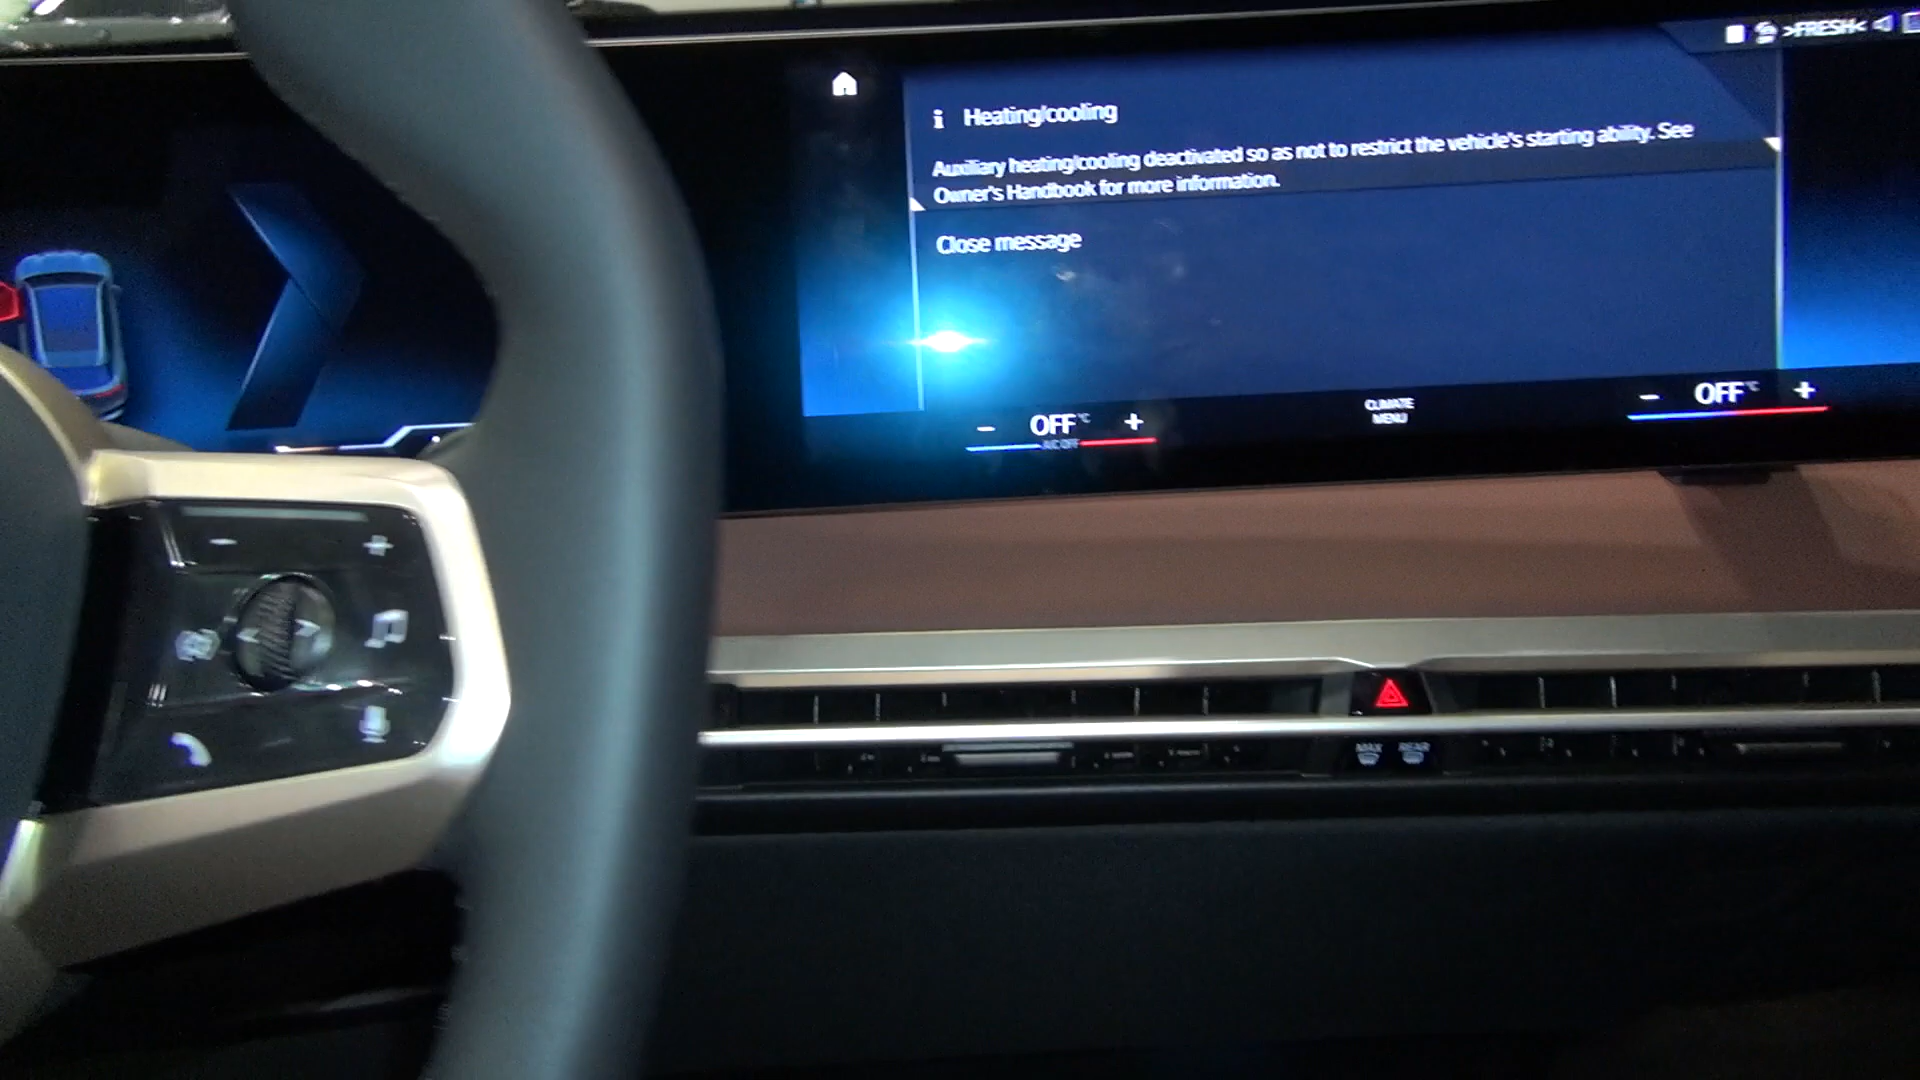 >FRESH<
Heating/cooling
Auxiliary heating/cooling deactivated so as not to restrict the vehicle's starting ability. See
Owner's Handbook for more information.
Close message
- OFF °C +
A/C OFF
CLIMATE
MENU
- OFF °C +
- +
MAX REAR